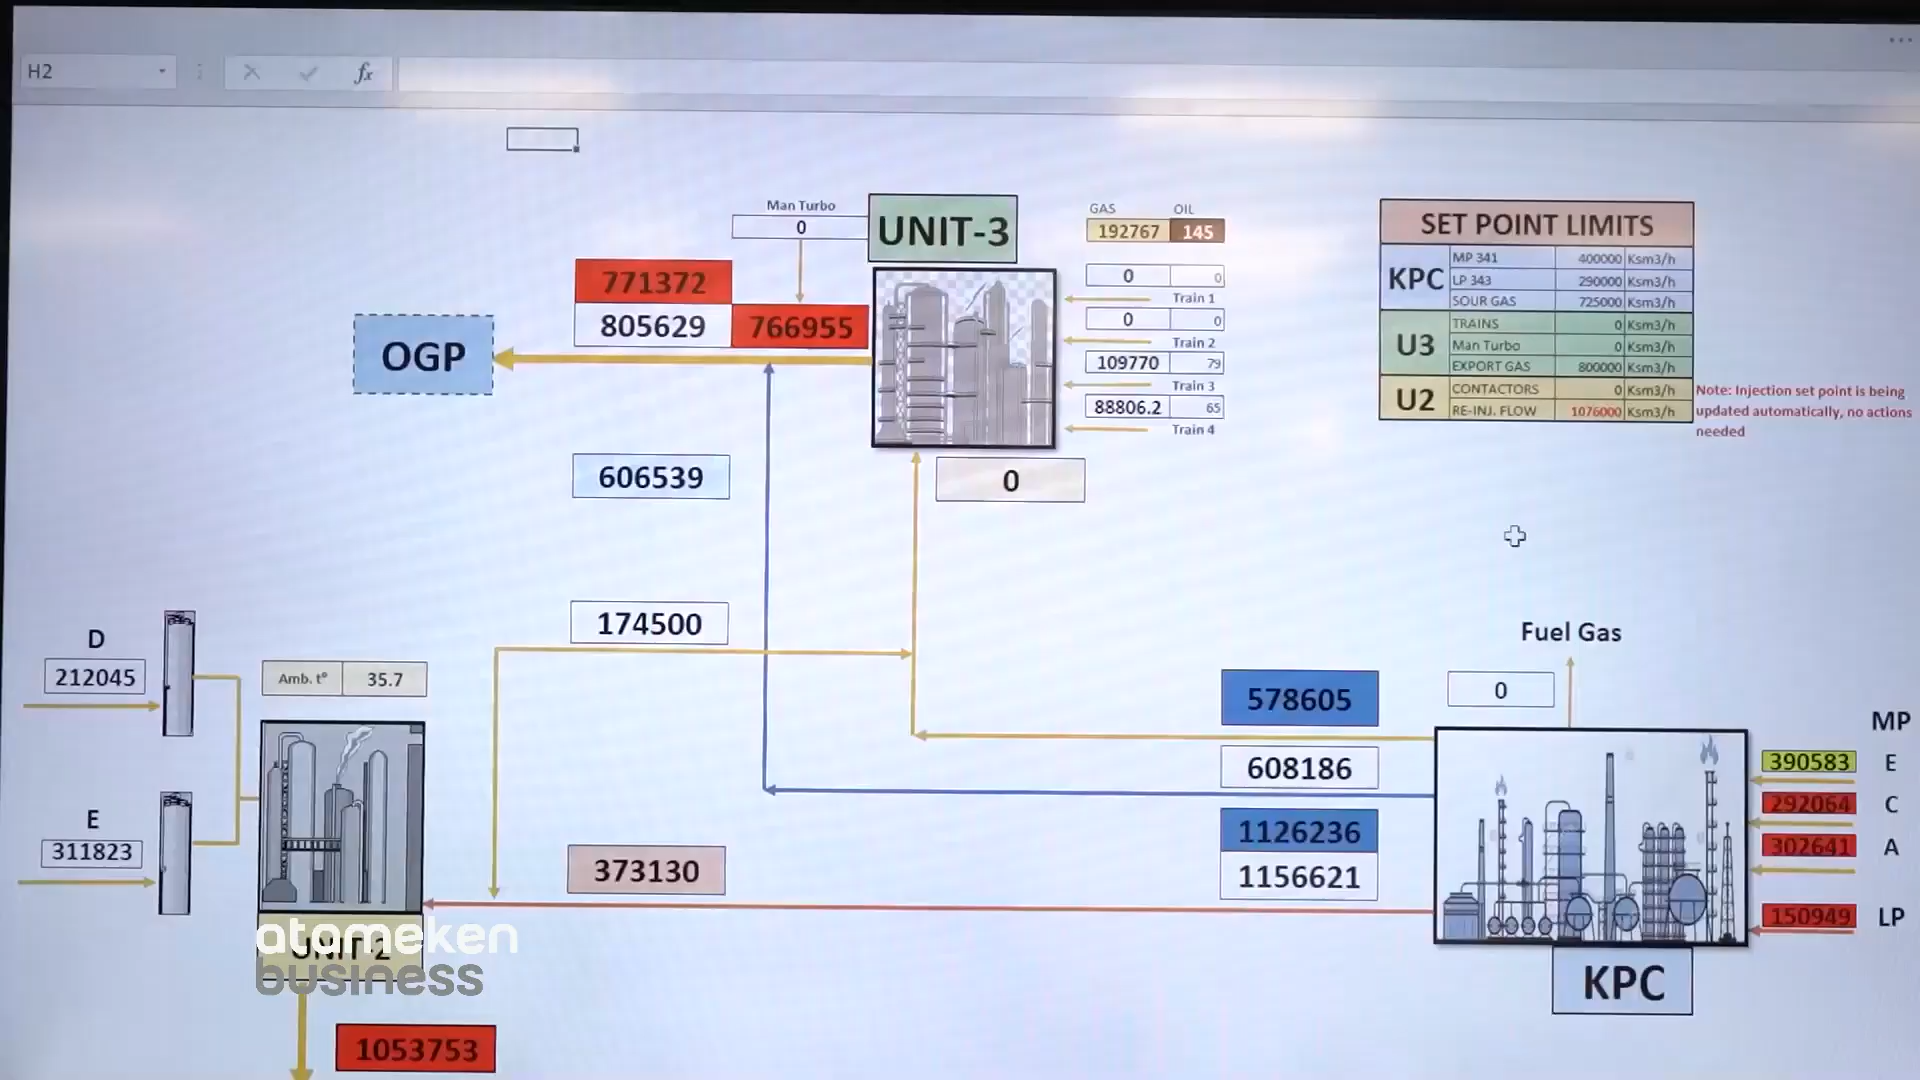 H2
fx
Man Turbo
0
UNIT-3
GAS OIL
192767 145
771372
805629 766955
OGP
0 0
Train 1
0 0
Train 2
109770 79
Train 3
88806.2 65
Train 4
0
606539
174500
SET POINT LIMITS
KPC
MP 341 400000 Ksm3/h
LP 343 290000 Ksm3/h
SOUR GAS 725000 Ksm3/h
U3
TRAINS 0 Ksm3/h
Man Turbo 0 Ksm3/h
EXPORT GAS 800000 Ksm3/h
U2
CONTACTORS 0 Ksm3/h
RE-INJ. FLOW 1076000 Ksm3/h
Note: Injection set point is being
updated automatically, no actions
needed
D
212045
Amb. t° 35.7
E
311823
UNIT-2
atameken
business
1053753
373130
Fuel Gas
0
578605
608186
1126236
1156621
MP
390583 E
292064 C
302641 A
150949 LP
KPC